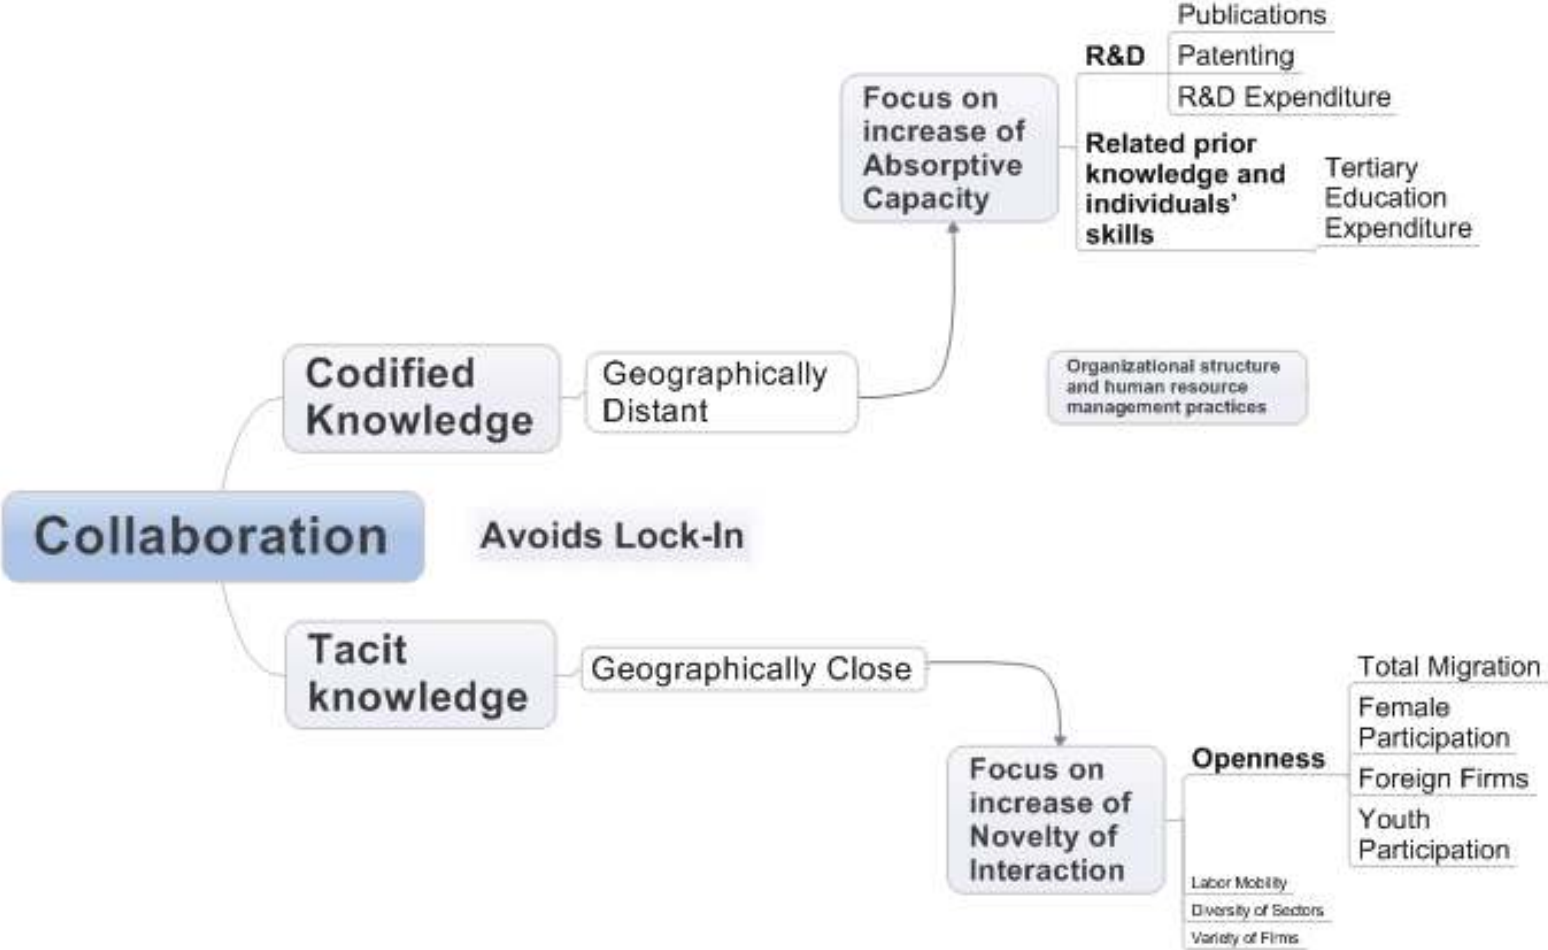 Publications
R&D
Patenting
R&D Expenditure
Focus on
increase of
Absorptive
Capacity
Related prior
knowledge and
individuals'
skills
Tertiary
Education
Expenditure
Codified
Knowledge
Geographically
Distant
Organizational structure
and human resource
management practices
Collaboration
Avoids Lock-In
Tacit
knowledge
Geographically Close
Focus on
increase of
Novelty of
Interaction
Openness
Total Migration
Female
Participation
Foreign Firms
Youth
Participation
Labor Mobility
Diversity of Sectors
Variety of Firms